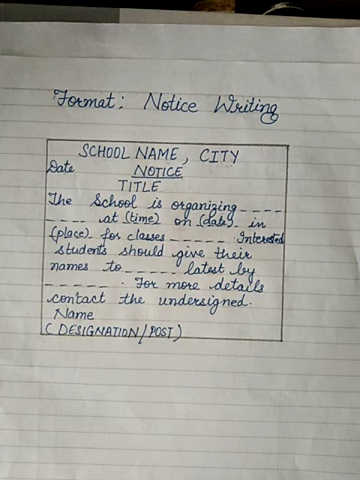 Format: Notice Writing
SCHOOL NAME, CITY
Date NOTICE
TITLE
The School is organizing _ _ _ _
_ _ _ _ at (time) on (date) in
(place) for classes _ _ _ _ _. Interested
students should give their
names to _ _ _ _ _ latest by
_ _ _ _ _ _. For more details
contact the undersigned.
Name
(DESIGNATION/POST)